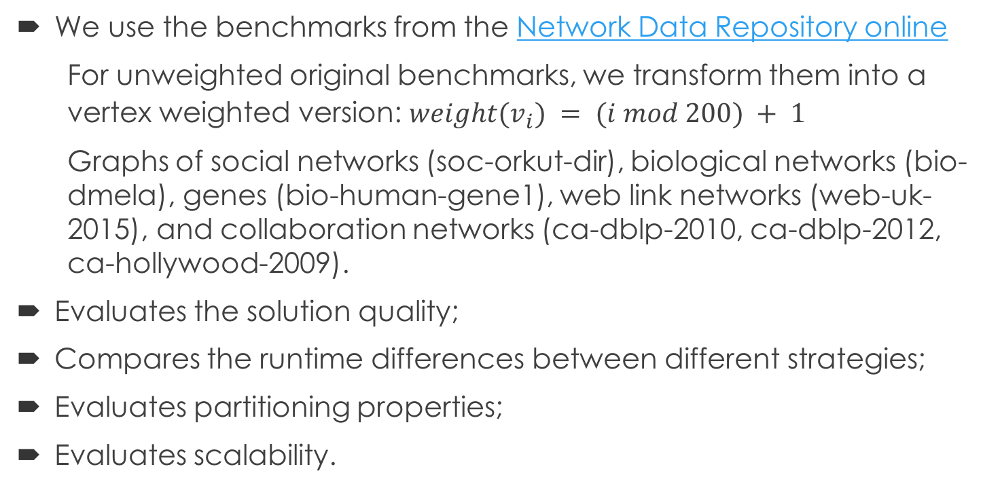 We use the benchmarks from the Network Data Repository online
For unweighted original benchmarks, we transform them into a
vertex weighted version: weight(vᵢ) = (i mod 200) + 1
Graphs of social networks (soc-orkut-dir), biological networks (bio-
dmela), genes (bio-human-gene1), web link networks (web-uk-
2015), and collaboration networks (ca-dblp-2010, ca-dblp-2012,
ca-hollywood-2009).
Evaluates the solution quality;
Compares the runtime differences between different strategies;
Evaluates partitioning properties;
Evaluates scalability.